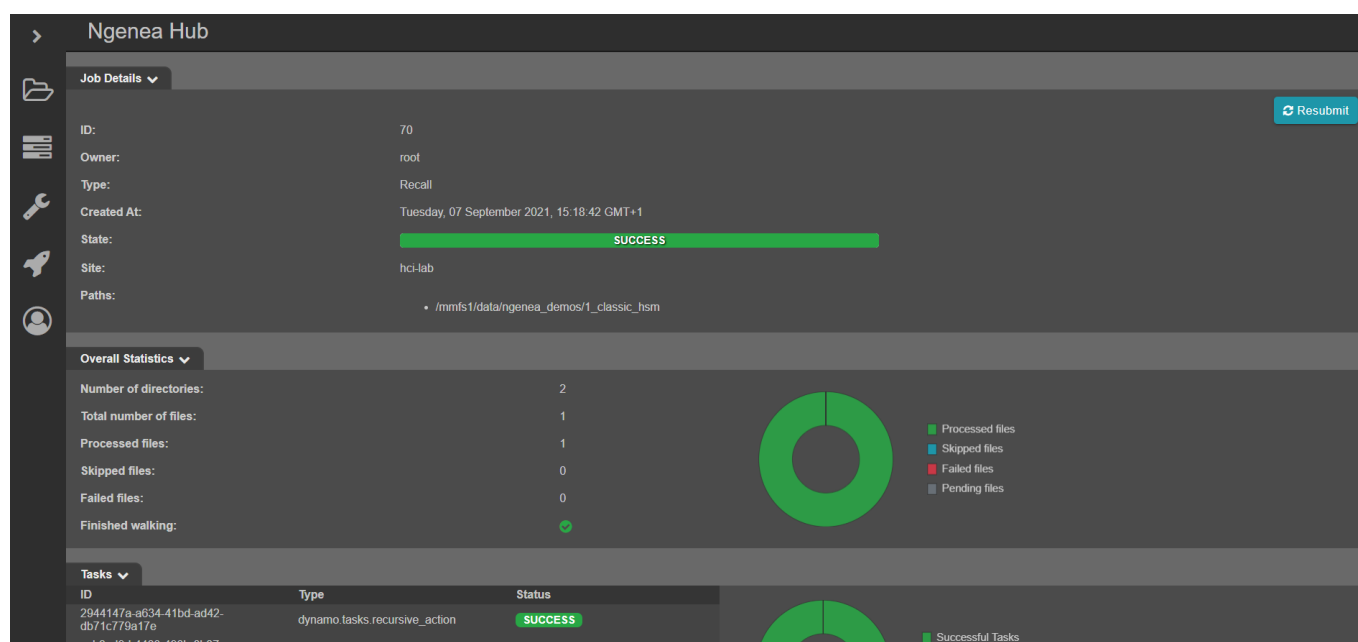 Ngenea Hub
Job Details
Resubmit
ID: 70
Owner: root
Type: Recall
Created At: Tuesday, 07 September 2021, 15:18:42 GMT+1
State: SUCCESS
Site: hci-lab
Paths:
• /mmfs1/data/ngenea_demos/1_classic_hsm
Overall Statistics
Number of directories: 2
Total number of files: 1
Processed files: 1
Skipped files: 0
Failed files: 0
Finished walking:
Processed files
Skipped files
Failed files
Pending files
Tasks
ID Type Status
2944147a-a634-41bd-ad42-
db71c779a17e dynamo.tasks.recursive_action SUCCESS
Successful Tasks